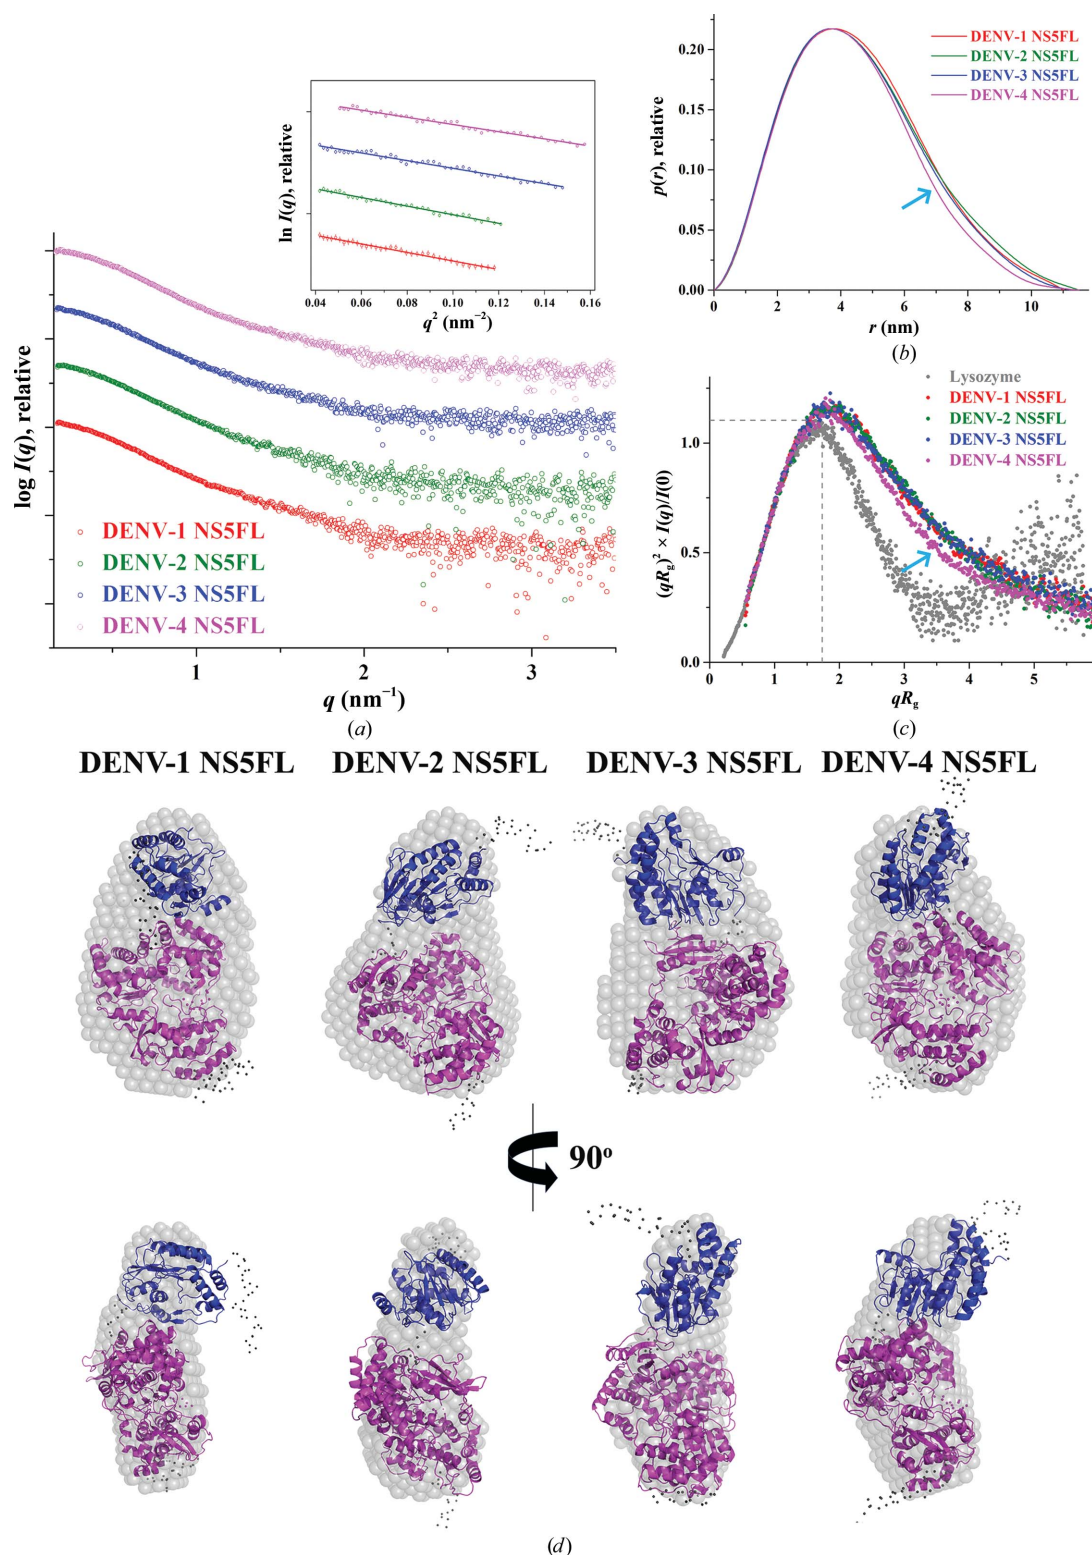 ln I(q), relative
0.04 0.06 0.08 0.10 0.12 0.14 0.16
q² (nm⁻²)
log I(q), relative
DENV-1 NS5FL
DENV-2 NS5FL
DENV-3 NS5FL
DENV-4 NS5FL
1 2 3
q (nm⁻¹)
(a)
p(r), relative
0.20
0.15
0.10
0.05
0.00
DENV-1 NS5FL
DENV-2 NS5FL
DENV-3 NS5FL
DENV-4 NS5FL
0 2 4 6 8 10
r (nm)
(b)
(qRg)² × I(q)/I(0)
1.0
0.5
0.0
Lysozyme
DENV-1 NS5FL
DENV-2 NS5FL
DENV-3 NS5FL
DENV-4 NS5FL
0 1 2 3 4 5
qRg
(c)
DENV-1 NS5FL DENV-2 NS5FL DENV-3 NS5FL DENV-4 NS5FL
90º
(d)